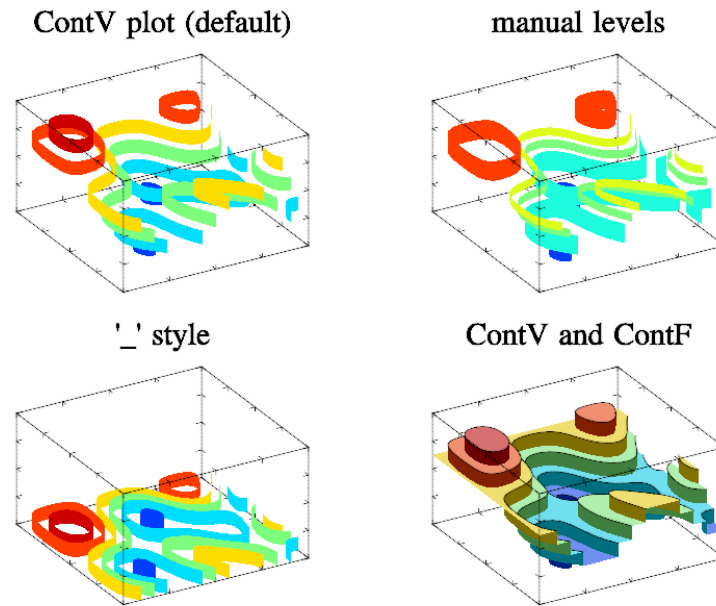 ContV plot (default)
manual levels
'_' style
ContV and ContF